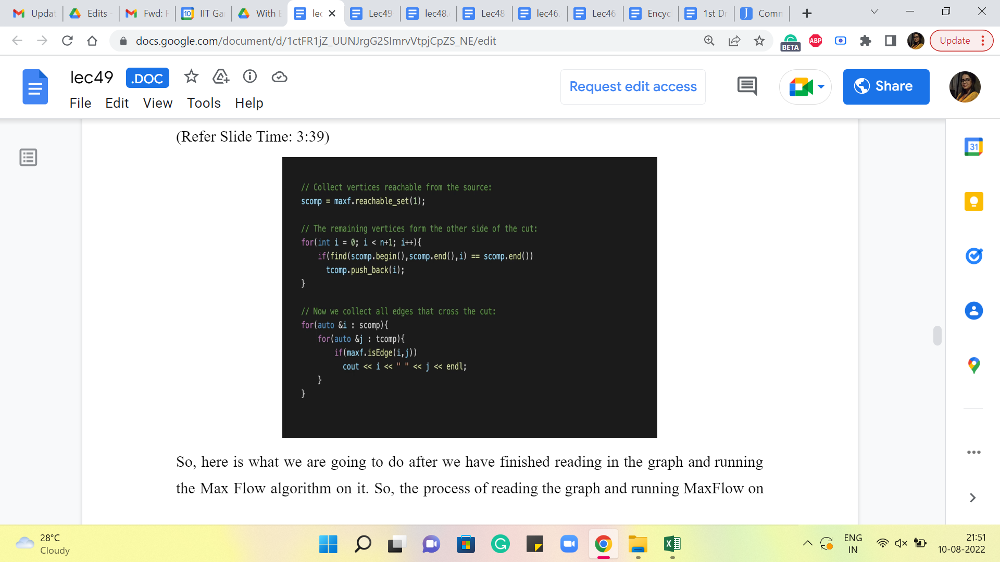 Updat
Edits -
Fwd: F
10 IIT Ga
With E
lec
Lec49
lec48.
Lec48
lec46.
Lec46
Encyc
1st Dr
J Comm
docs.google.com/document/d/1ctFR1jZ_UUNJrgG2SlmrvVtpjCpZS_NE/edit
BETA
ABP
Update
lec49 .DOC
Request edit access
Share
File Edit View Tools Help
31
(Refer Slide Time: 3:39)
// Collect vertices reachable from the source:
scomp = maxf.reachable_set(1);
// The remaining vertices form the other side of the cut:
for(int i = 0; i < n+1; i++){
if(find(scomp.begin(),scomp.end(),i) == scomp.end())
tcomp.push_back(i);
}
// Now we collect all edges that cross the cut:
for(auto &i : scomp){
for(auto &j : tcomp){
if(maxf.isEdge(i,j))
cout << i << " " << j << endl;
}
}
So, here is what we are going to do after we have finished reading in the graph and running
the Max Flow algorithm on it. So, the process of reading the graph and running MaxFlow on
28°C
Cloudy
ENG
IN
21:51
10-08-2022